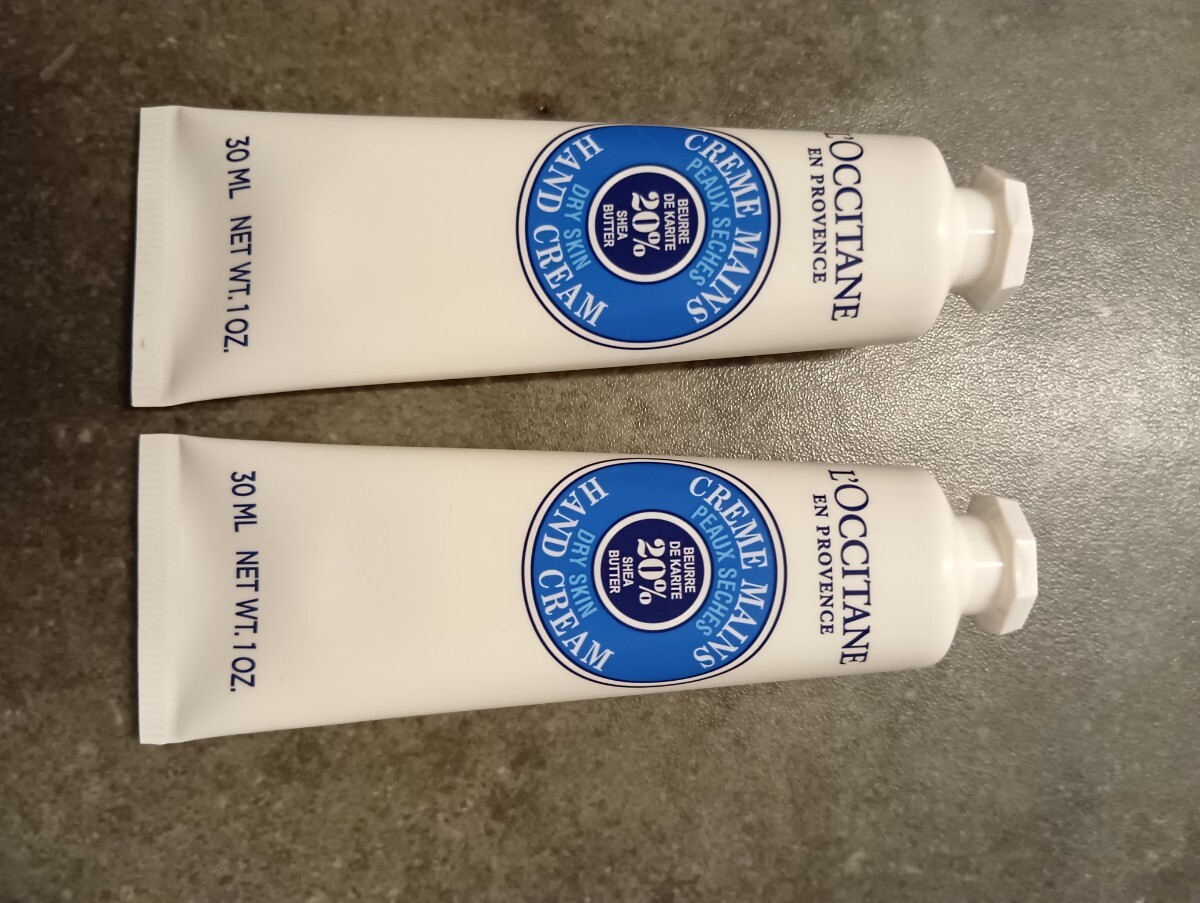 L'OCCITANE
EN PROVENCE
CREME MAINS
PEAUX SECHES
BEURRE
DE KARITE
20%
SHEA
BUTTER
DRY SKIN
HAND CREAM
30 ML NET WT. 1 OZ.
L'OCCITANE
EN PROVENCE
CREME MAINS
PEAUX SECHES
BEURRE
DE KARITE
20%
SHEA
BUTTER
DRY SKIN
HAND CREAM
30 ML NET WT. 1 OZ.